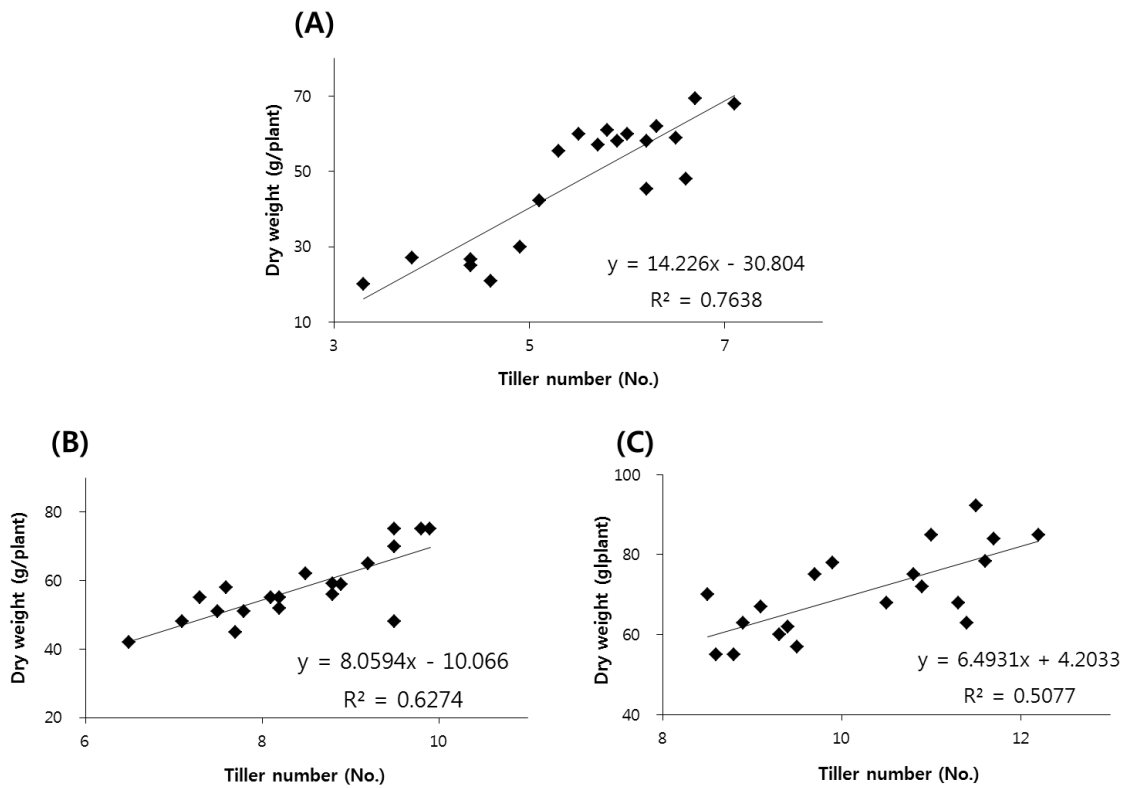 (A)
Dry weight (g/plant)
70
50
30
10
y = 14.226x - 30.804
R² = 0.7638
3 5 7
Tiller number (No.)
(B)
Dry weight (g/plant)
80
60
40
20
y = 8.0594x - 10.066
R² = 0.6274
6 8 10
Tiller number (No.)
(C)
Dry weight (glplant)
100
80
60
40
y = 6.4931x + 4.2033
R² = 0.5077
8 10 12
Tiller number (No.)